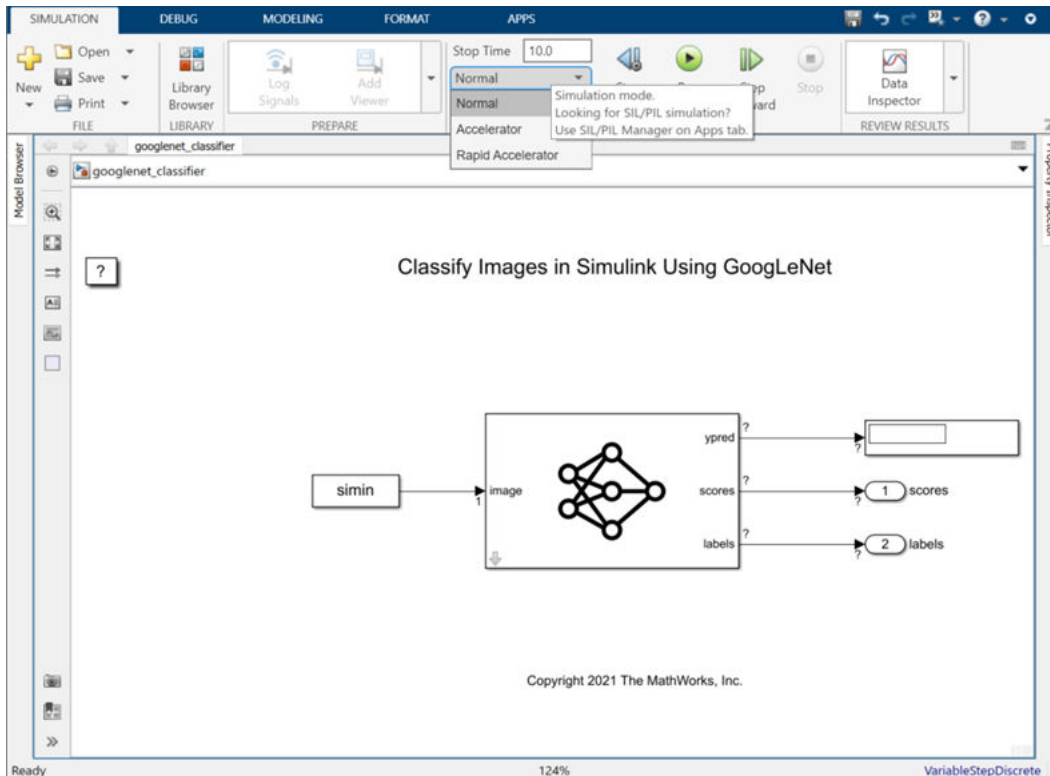 SIMULATION DEBUG MODELING FORMAT APPS
New
Open
Save
Print
FILE
Library
Browser
LIBRARY
Log
Signals
Add
Viewer
PREPARE
Stop Time 10.0
Normal
Normal
Accelerator
Rapid Accelerator
Simulation mode.
Looking for SIL/PIL simulation?
Use SIL/PIL Manager on Apps tab.
Stop
Data
Inspector
REVIEW RESULTS
Model Browser
googlenet_classifier
googlenet_classifier
?
Classify Images in Simulink Using GoogLeNet
simin
1
image
ypred
?
?
scores
?
?
1
scores
labels
?
?
2
labels
Copyright 2021 The MathWorks, Inc.
Ready 124% VariableStepDiscrete